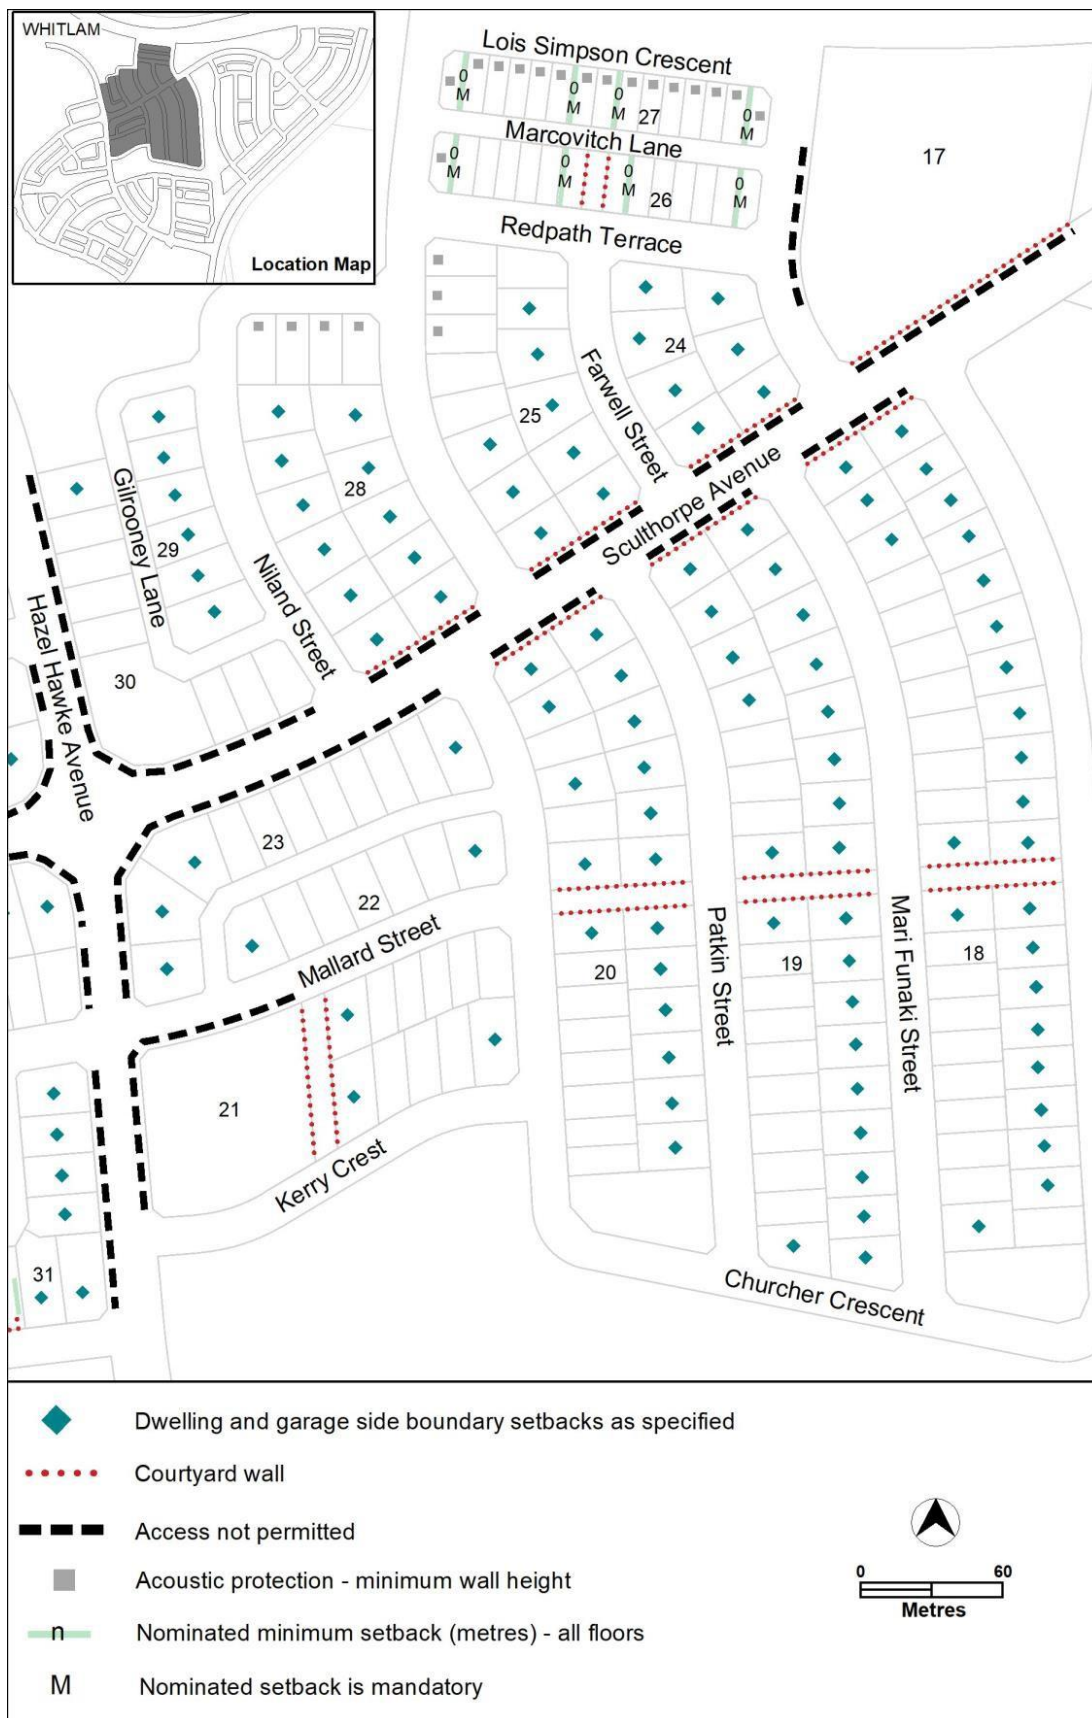 WHITLAM
Location Map
Lois Simpson Crescent
0
M
0
M
0
M
0
M
27
Marcovitch Lane
17
0
M
0
M
0
M
0
M
26
Redpath Terrace
24
Farwell Street
25
Gilrooney Lane
28
29
Sculthorpe Avenue
Niland Street
Hazel Hawke Avenue
30
23
22
Mallard Street
Patkin Street
Mari Funaki Street
20
19
18
21
Kerry Crest
31
Churcher Crescent
Dwelling and garage side boundary setbacks as specified
Courtyard wall
Access not permitted
Acoustic protection - minimum wall height
n Nominated minimum setback (metres) - all floors
M Nominated setback is mandatory
0 60
Metres